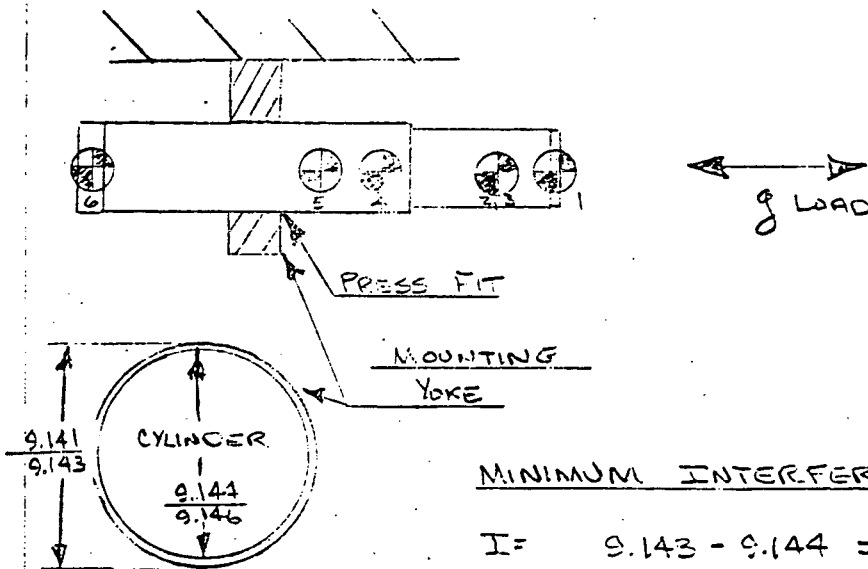 6 5 4 2,3 1
g LOAD
PRESS FIT
MOUNTING
YOKE
9.141
9.143
CYLINDER
9.144
9.146
MINIMUM INTERFER
I= 9.143 - 9.144 =